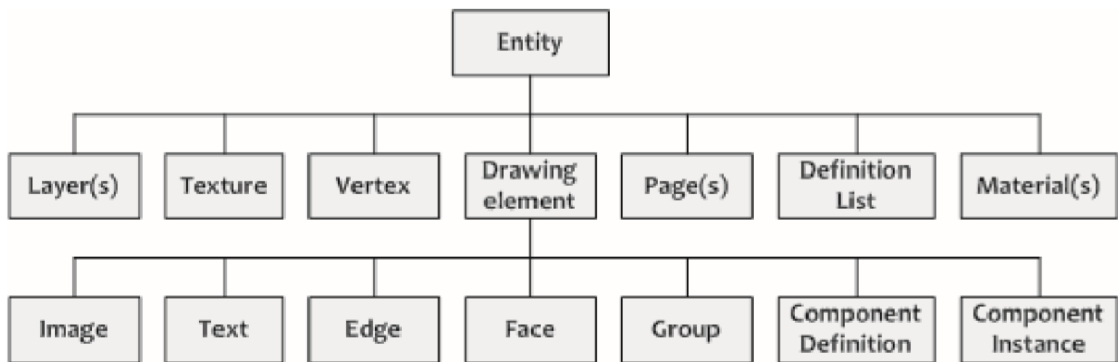 Entity
Layer(s)
Texture
Vertex
Drawing
element
Page(s)
Definition
List
Material(s)
Image
Text
Edge
Face
Group
Component
Definition
Component
Instance